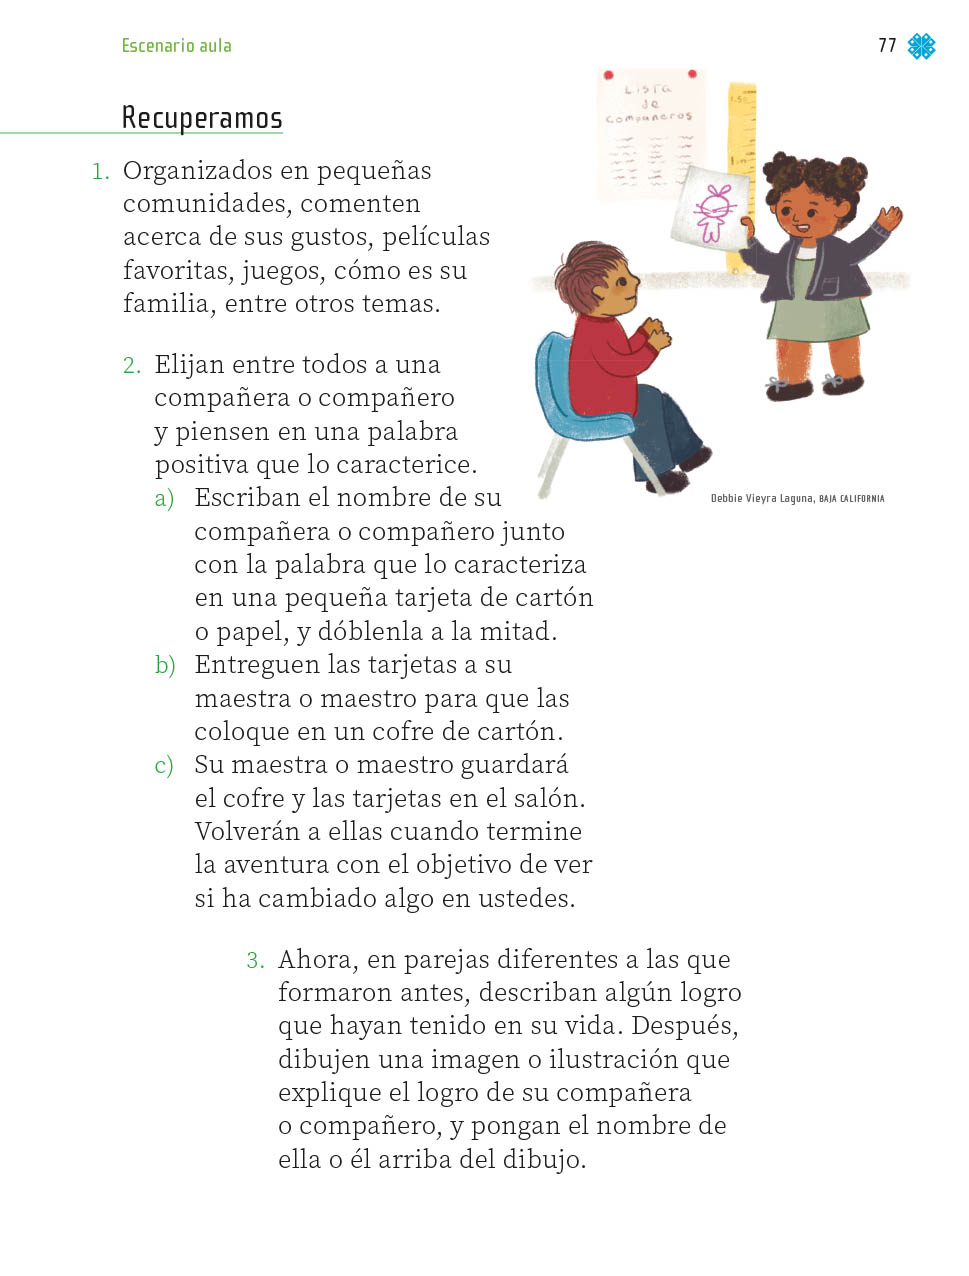 Escenario aula
77
Recuperamos
1. Organizados en pequeñas
comunidades, comenten
acerca de sus gustos, películas
favoritas, juegos, cómo es su
familia, entre otros temas.
Lista
de
compañeros
1.50
1m
2. Elijan entre todos a una
compañera o compañero
y piensen en una palabra
positiva que lo caracterice.
a) Escriban el nombre de su
compañera o compañero junto
con la palabra que lo caracteriza
en una pequeña tarjeta de cartón
o papel, y dóblenla a la mitad.
Debbie Vieyra Laguna, BAJA CALIFORNIA
b) Entreguen las tarjetas a su
maestra o maestro para que las
coloque en un cofre de cartón.
c) Su maestra o maestro guardará
el cofre y las tarjetas en el salón.
Volverán a ellas cuando termine
la aventura con el objetivo de ver
si ha cambiado algo en ustedes.
3. Ahora, en parejas diferentes a las que
formaron antes, describan algún logro
que hayan tenido en su vida. Después,
dibujen una imagen o ilustración que
explique el logro de su compañera
o compañero, y pongan el nombre de
ella o él arriba del dibujo.